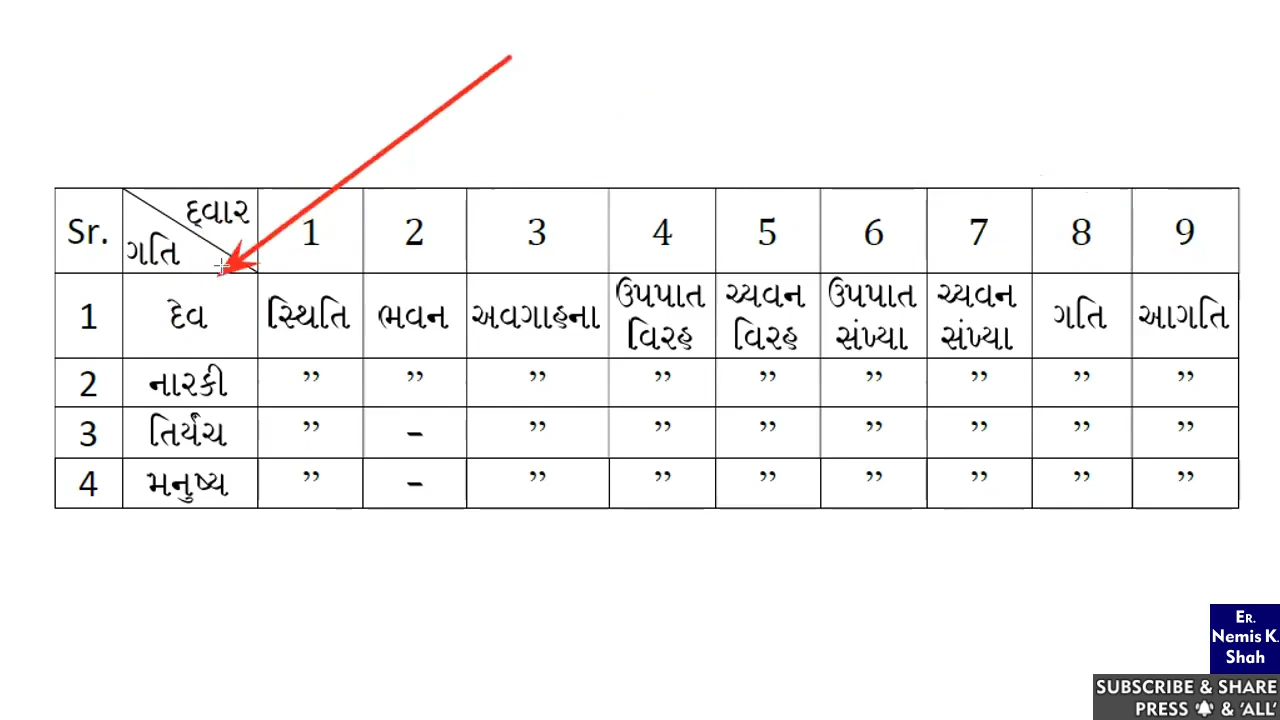 Sr. દ્વાર ગતિ 1 2 3 4 5 6 7 8 9
1 દેવ સ્થિતિ ભવન અવગાહના ઉપપાત વિરહ ચ્યવન વિરહ ઉપપાત સંખ્યા ચ્યવન સંખ્યા ગતિ આગતિ
2 નારકી ” ” ” ” ” ” ” ” ”
3 તિર્યંચ ” - ” ” ” ” ” ” ”
4 મનુષ્ય ” - ” ” ” ” ” ” ”
ER.
Nemis K.
Shah
SUBSCRIBE & SHARE
PRESS 🔔 & ‘ALL’